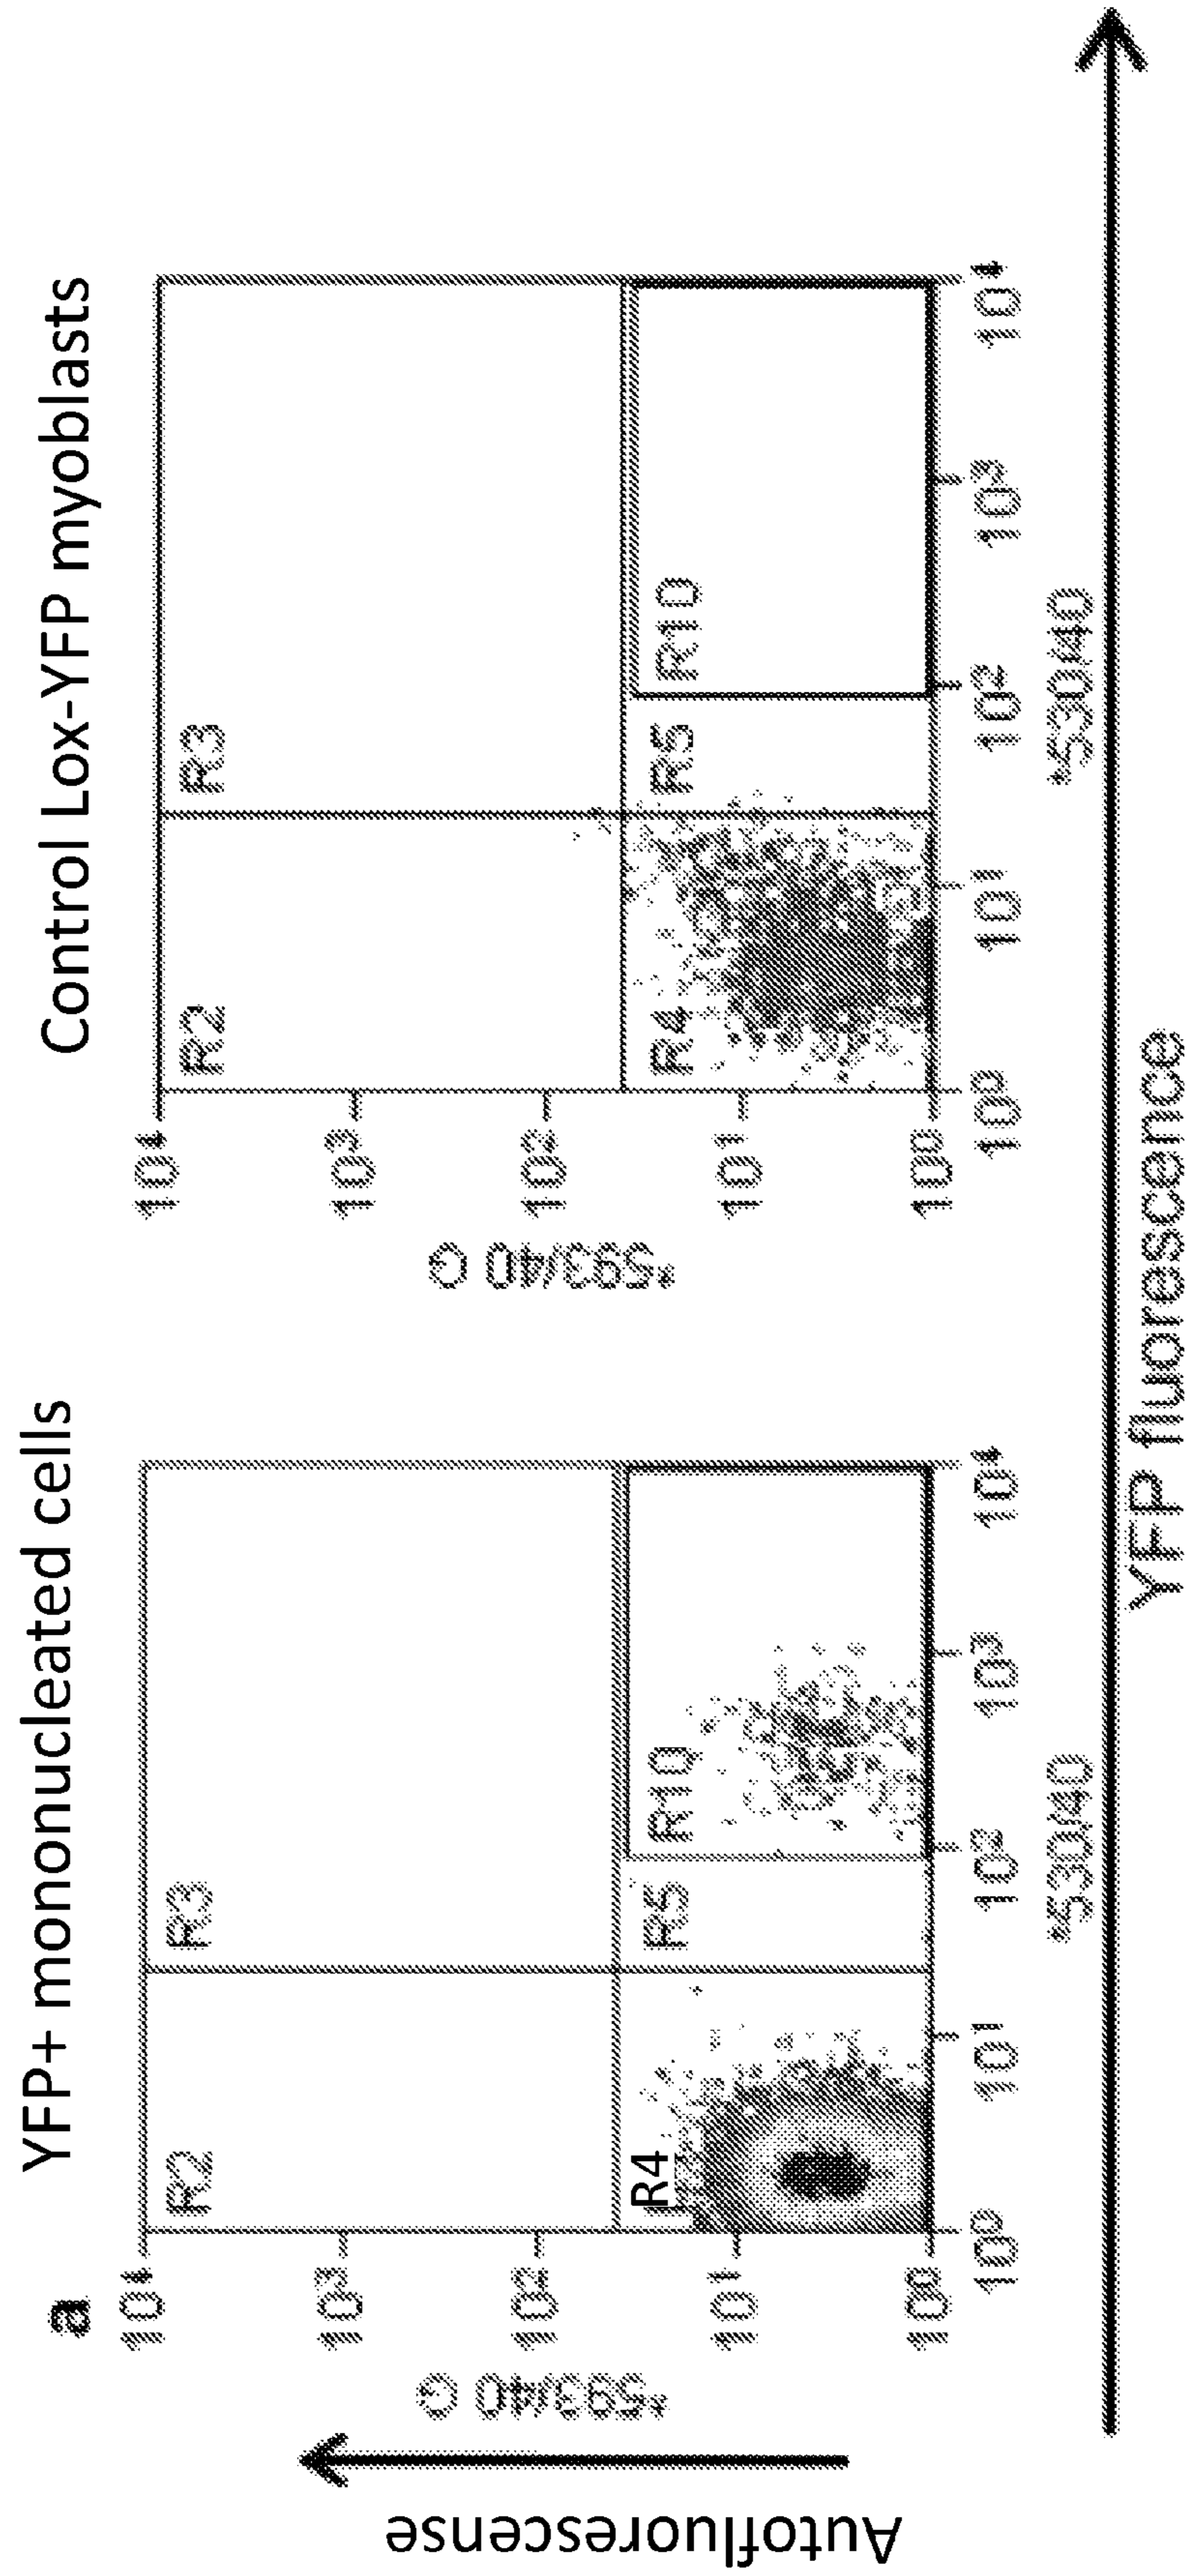 a
YFP+ mononucleated cells
Control Lox-YFP myoblasts
Autofluorescense
*593/40 G
10⁴
10³
10²
10¹
10⁰
R2
R3
R4
R5
R10
10⁰
10¹
10²
10³
10⁴
*530/40
*593/40 G
10⁴
10³
10²
10¹
10⁰
R2
R3
R4
R5
R10
10⁰
10¹
10²
10³
10⁴
*530/40
YFP fluorescence